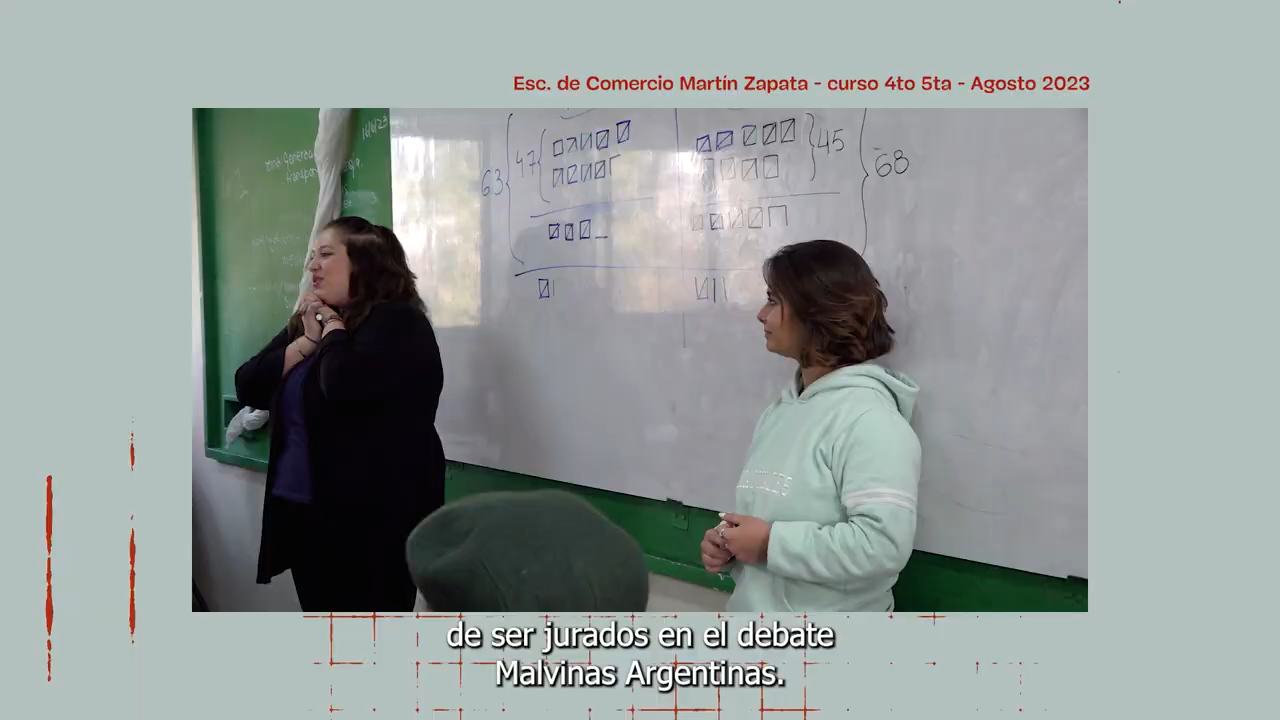 Esc. de Comercio Martín Zapata - curso 4to 5ta - Agosto 2023
63
47
45
68
de ser jurados en el debate
Malvinas Argentinas.